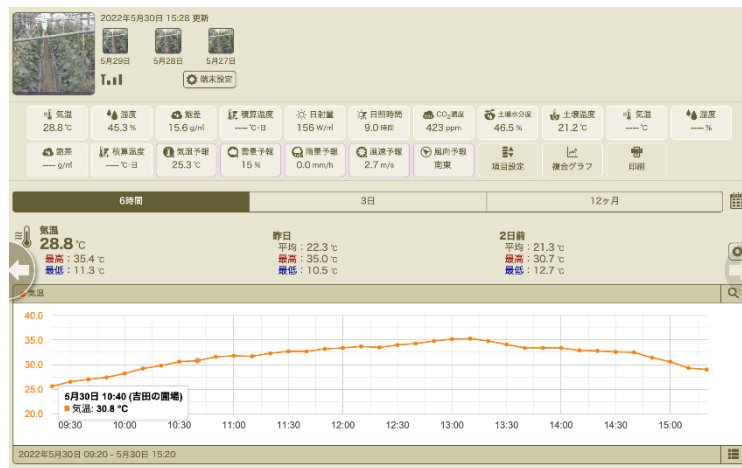 2022年5月30日 15:28 更新
5月29日 5月28日 5月27日
端末設定
気温 湿度 飽差 積算温度 日射量 日照時間 CO₂濃度 土壌水分度 土壌温度 気温 湿度
28.8 ℃ 45.3 % 15.6 g/㎥ ---- ℃・日 156 W/㎡ 9.0 時間 423 ppm 46.5 % 21.2 ℃ ---- ℃ ---- %
飽差 積算温度 気温予報 雲量予報 雨量予報 風速予報 風向予報
---- g/㎥ ---- ℃・日 25.3 ℃ 15 % 0.0 mm/h 2.7 m/s 南東 項目設定 複合グラフ 印刷
6時間 3日 12ヶ月
気温 昨日 2日前
28.8 ℃ 平均：22.3 ℃ 平均：21.3 ℃
最高：35.4 ℃ 最高：35.0 ℃ 最高：30.7 ℃
最低：11.3 ℃ 最低：10.5 ℃ 最低：12.7 ℃
気温
40.0
35.0
30.0
25.0
5月30日 10:40 (吉田の圃場)
気温: 30.8 °C
20.0
09:30 10:00 10:30 11:00 11:30 12:00 12:30 13:00 13:30 14:00 14:30 15:00
2022年5月30日 09:20 - 5月30日 15:20